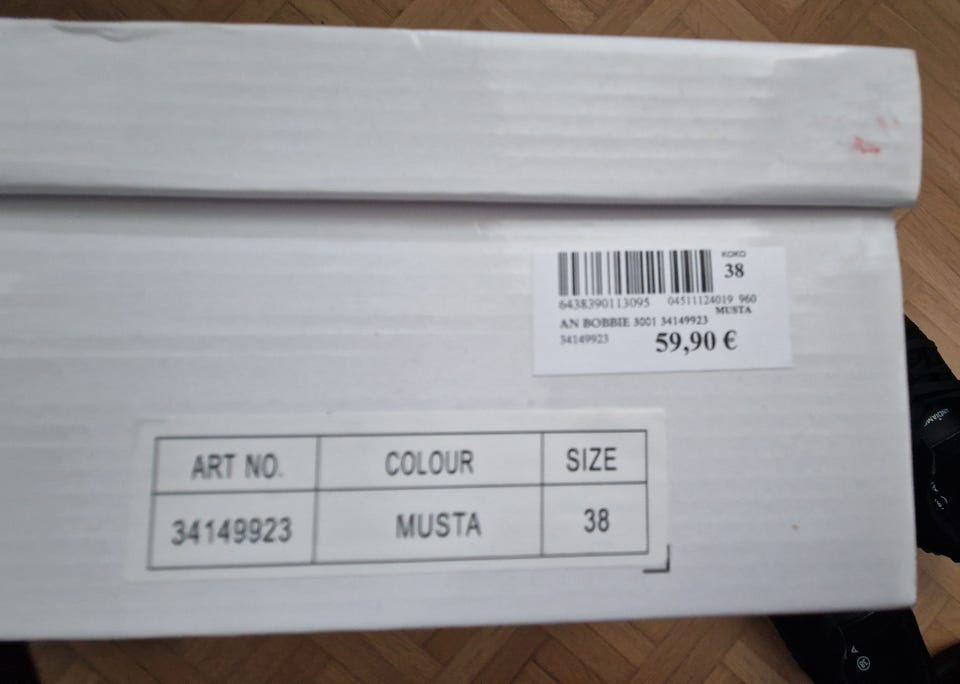 KOKO
38
6438390113095 04511124019 960
MUSTA
AN BOBBIE 3001 34149923
34149923
59,90 €
ART NO. COLOUR SIZE
34149923 MUSTA 38